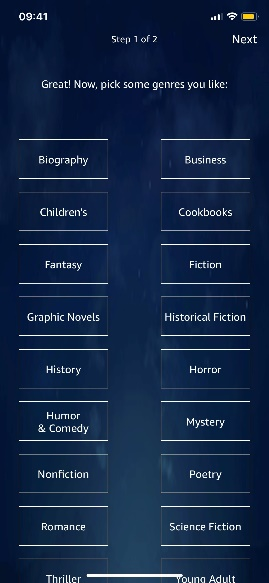 09:41
Step 1 of 2
Next
Great! Now, pick some genres you like:
Biography
Business
Children's
Cookbooks
Fantasy
Fiction
Graphic Novels
Historical Fiction
History
Horror
Humor
& Comedy
Mystery
Nonfiction
Poetry
Romance
Science Fiction
Thriller
Young Adult